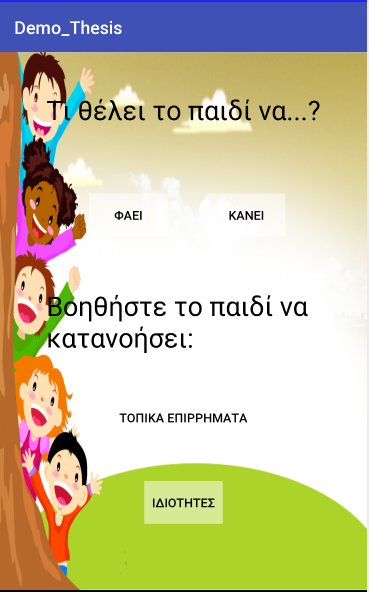 Demo_Thesis
Τι θέλει το παιδί να...?
ΦΑΕΙ ΚΑΝΕΙ
Βοηθήστε το παιδί να
κατανοήσει:
ΤΟΠΙΚΑ ΕΠΙΡΡΗΜΑΤΑ
ΙΔΙΟΤΗΤΕΣ